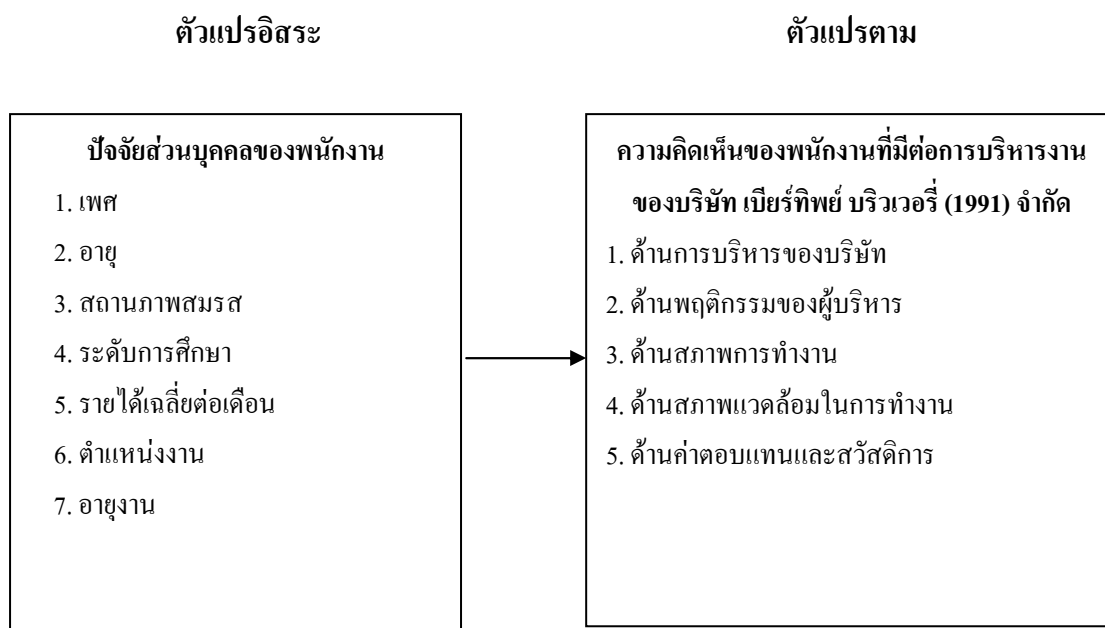 ตัวแปรอิสระ
ตัวแปรตาม
ปัจจัยส่วนบุคคลของพนักงาน
1. เพศ
2. อายุ
3. สถานภาพสมรส
4. ระดับการศึกษา
5. รายได้เฉลี่ยต่อเดือน
6. ตำแหน่งงาน
7. อายุงาน
ความคิดเห็นของพนักงานที่มีต่อการบริหารงาน
ของบริษัท เบียร์ทิพย์ บริวเวอรี่ (1991) จำกัด
1. ด้านการบริหารของบริษัท
2. ด้านพฤติกรรมของผู้บริหาร
3. ด้านสภาพการทำงาน
4. ด้านสภาพแวดล้อมในการทำงาน
5. ด้านค่าตอบแทนและสวัสดิการ